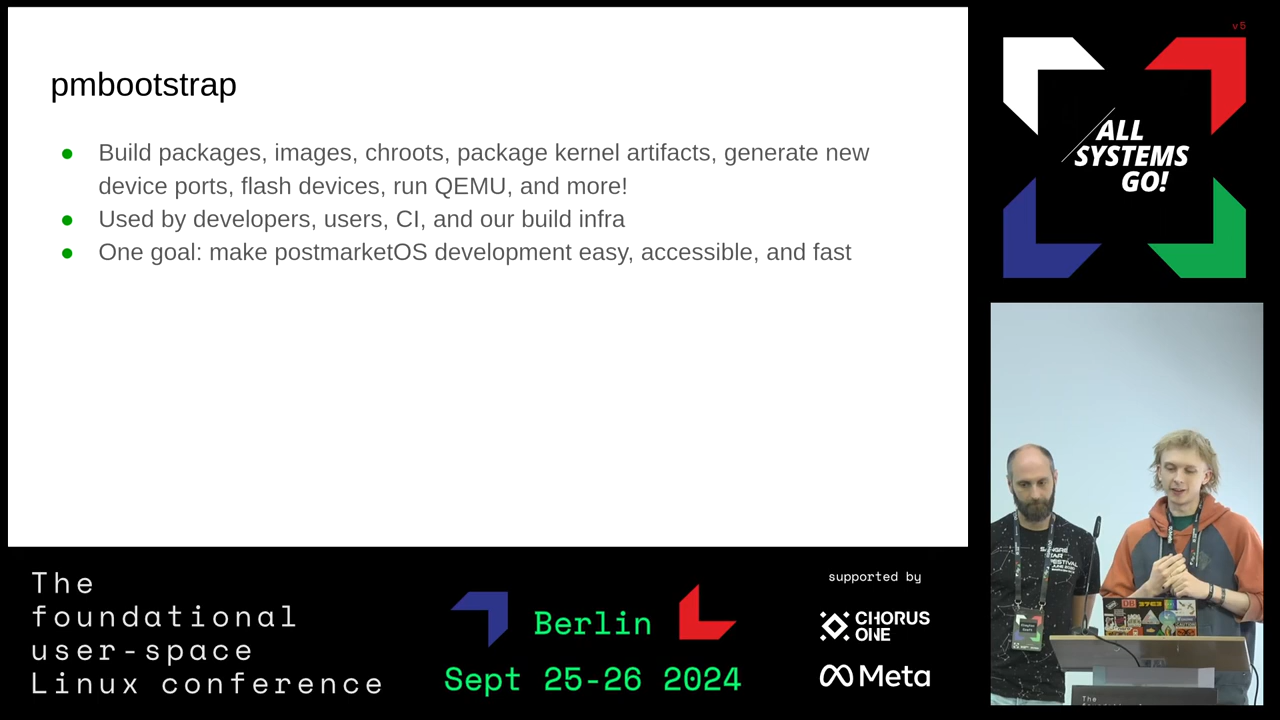 pmbootstrap
● Build packages, images, chroots, package kernel artifacts, generate new
device ports, flash devices, run QEMU, and more!
● Used by developers, users, CI, and our build infra
● One goal: make postmarketOS development easy, accessible, and fast
v5
ALL
SYSTEMS
GO!
FESTIVAL
The
The
foundational
user-space
Linux conference
Berlin
Sept 25-26 2024
supported by
CHORUS
ONE
Meta